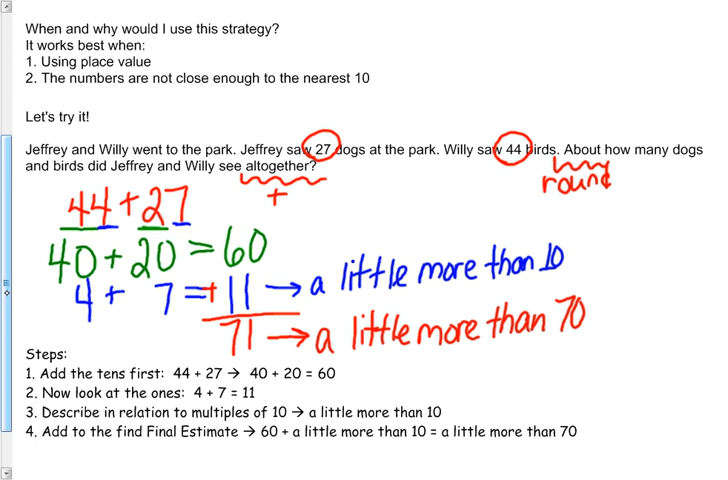 When and why would I use this strategy?
It works best when:
1. Using place value
2. The numbers are not close enough to the nearest 10
Let's try it!
Jeffrey and Willy went to the park. Jeffrey saw 27 dogs at the park. Willy saw 44 birds. About how many dogs
and birds did Jeffrey and Willy see altogether?
+
round
44 + 27
40 + 20 = 60
4 + 7 = + 11 → a little more than 10
71 → a little more than 70
Steps:
1. Add the tens first: 44 + 27 → 40 + 20 = 60
2. Now look at the ones: 4 + 7 = 11
3. Describe in relation to multiples of 10 → a little more than 10
4. Add to the find Final Estimate → 60 + a little more than 10 = a little more than 70